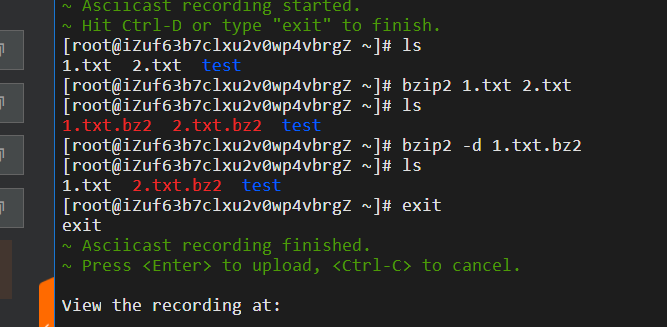 ~ Asciicast recording started.
~ Hit Ctrl-D or type "exit" to finish.
[root@iZuf63b7clxu2v0wp4vbrgZ ~]# ls
1.txt  2.txt  test
[root@iZuf63b7clxu2v0wp4vbrgZ ~]# bzip2 1.txt 2.txt
[root@iZuf63b7clxu2v0wp4vbrgZ ~]# ls
1.txt.bz2  2.txt.bz2  test
[root@iZuf63b7clxu2v0wp4vbrgZ ~]# bzip2 -d 1.txt.bz2
[root@iZuf63b7clxu2v0wp4vbrgZ ~]# ls
1.txt  2.txt.bz2  test
[root@iZuf63b7clxu2v0wp4vbrgZ ~]# exit
exit
~ Asciicast recording finished.
~ Press <Enter> to upload, <Ctrl-C> to cancel.
View the recording at: